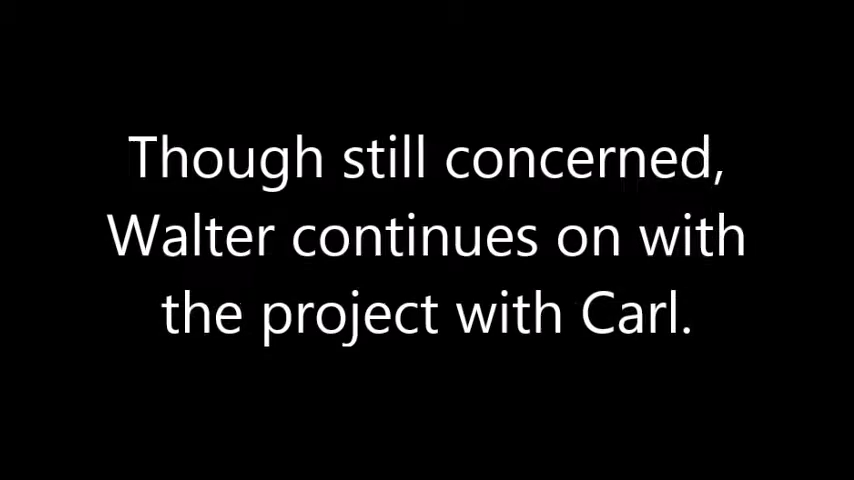 Though still concerned,
Walter continues on with
the project with Carl.